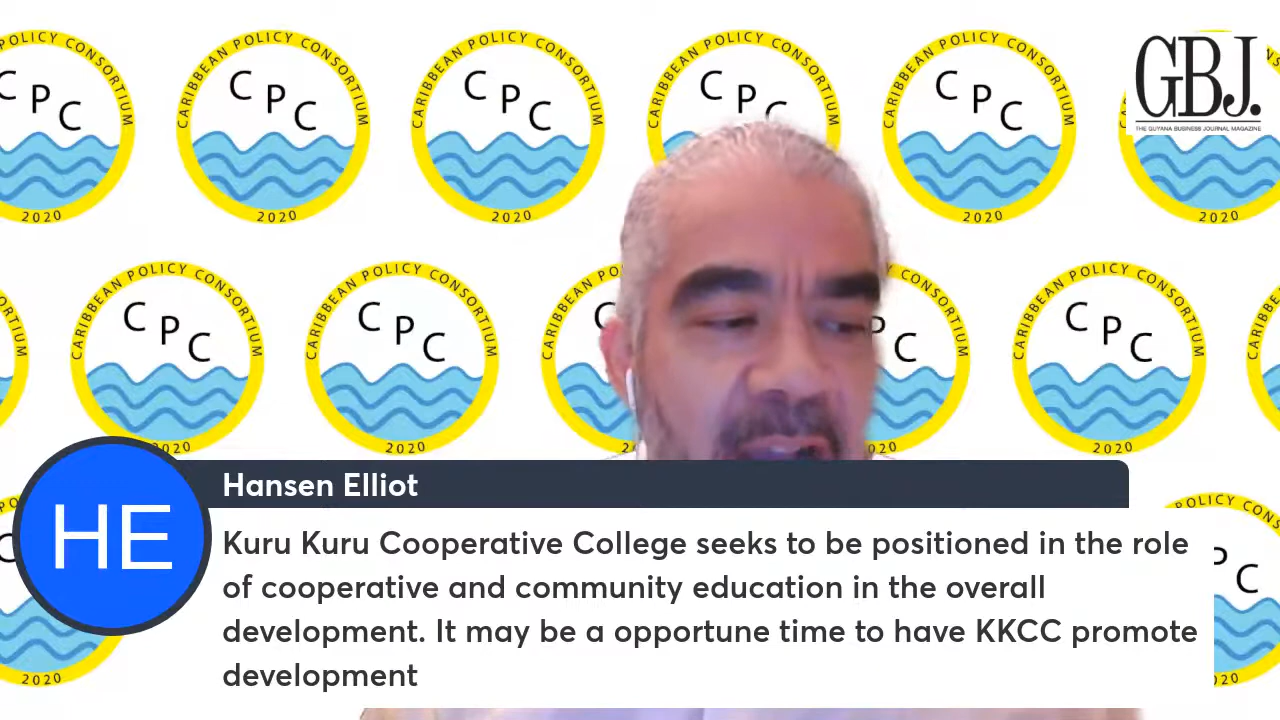 CARIBBEAN POLICY CONSORTIUM
CPC
2020
GBJ.
THE GUYANA BUSINESS JOURNAL MAGAZINE
HE
Hansen Elliot
Kuru Kuru Cooperative College seeks to be positioned in the role
of cooperative and community education in the overall
development. It may be a opportune time to have KKCC promote
development